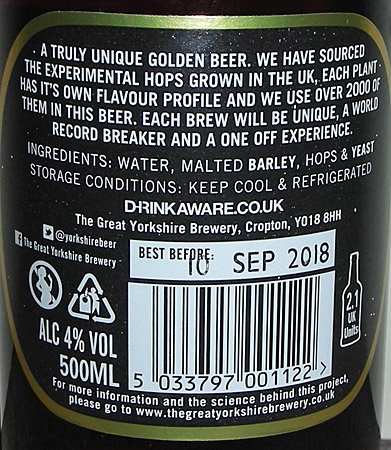 A TRULY UNIQUE GOLDEN BEER. WE HAVE SOURCED
THE EXPERIMENTAL HOPS GROWN IN THE UK, EACH PLANT
HAS IT'S OWN FLAVOUR PROFILE AND WE USE OVER 2000 OF
THEM IN THIS BEER. EACH BREW WILL BE UNIQUE, A WORLD
RECORD BREAKER AND A ONE OFF EXPERIENCE.
INGREDIENTS: WATER, MALTED BARLEY, HOPS & YEAST
STORAGE CONDITIONS: KEEP COOL & REFRIGERATED
DRINKAWARE.CO.UK
The Great Yorkshire Brewery, Cropton, YO18 8HH
@yorkshirebeer
The Great Yorkshire Brewery
BEST BEFORE:
10 SEP 2018
2.1
UK
Units
ALC 4% VOL
500ML
5 033797 001122 >
For more information and the science behind this project,
please go to www.thegreatyorkshirebrewery.co.uk